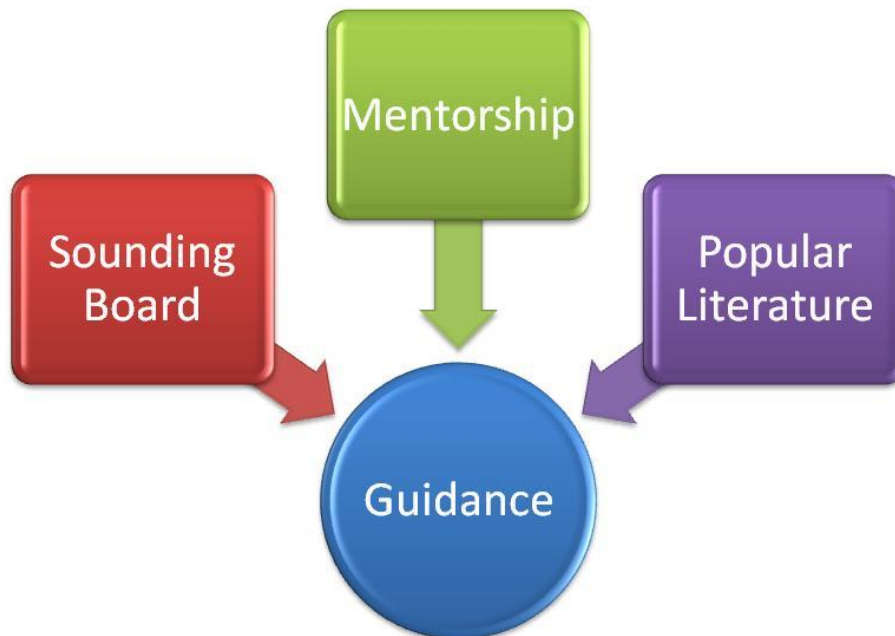 Mentorship
Sounding
Board
Popular
Literature
Guidance